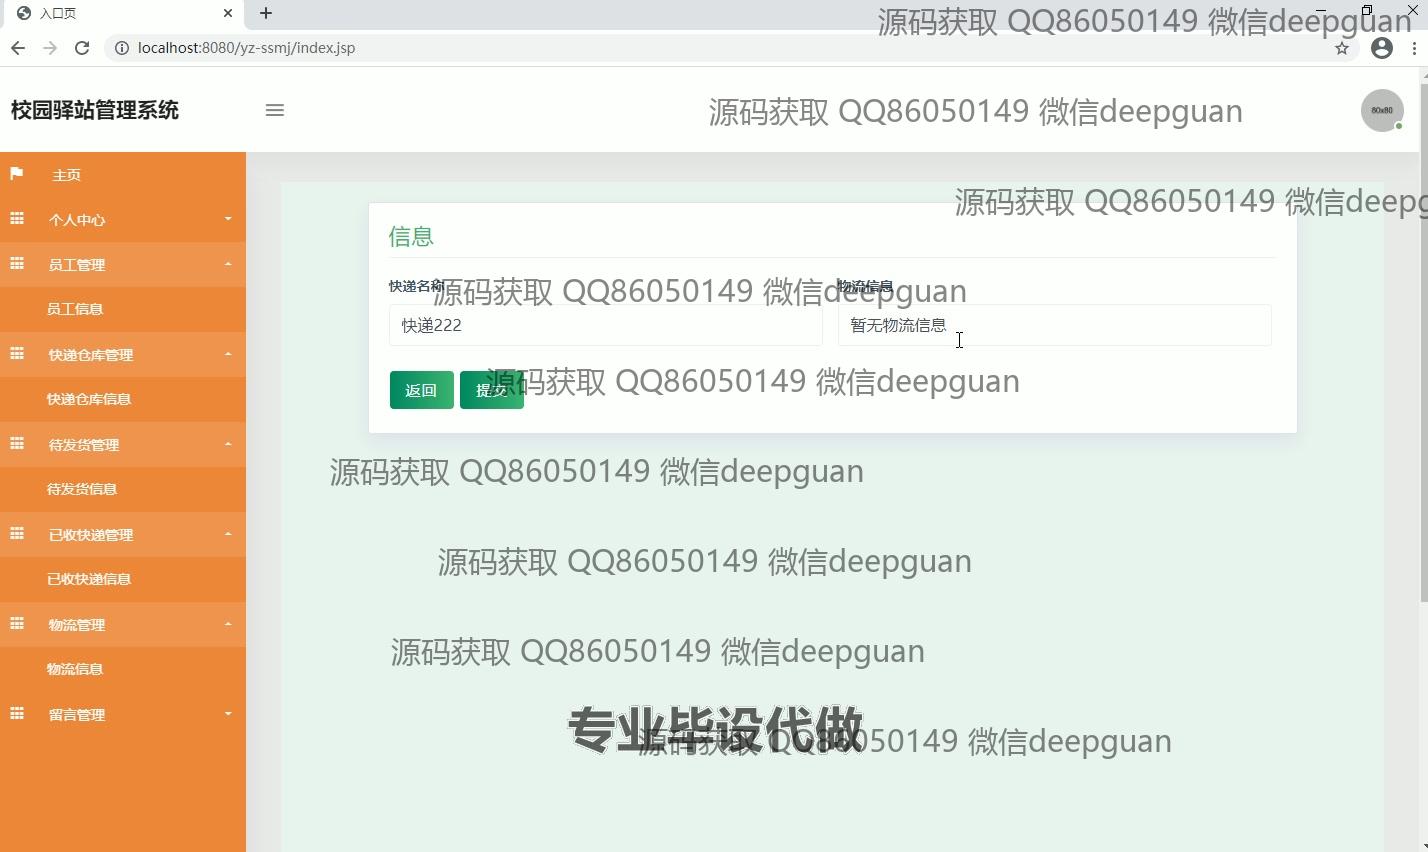 入口页
源码获取 QQ86050149 微信deepguan
localhost:8080/yz-ssmj/index.jsp
校园驿站管理系统
源码获取 QQ86050149 微信deepguan
80x80
主页
源码获取 QQ86050149 微信deepg
个人中心
信息
员工管理
快递名称
物流信息
源码获取 QQ86050149 微信deepguan
员工信息
快递222
暂无物流信息
快递仓库管理
返回
提交
源码获取 QQ86050149 微信deepguan
快递仓库信息
待发货管理
源码获取 QQ86050149 微信deepguan
待发货信息
已收快递管理
源码获取 QQ86050149 微信deepguan
已收快递信息
物流管理
源码获取 QQ86050149 微信deepguan
物流信息
留言管理
专业毕设代做
源码获取 QQ86050149 微信deepguan